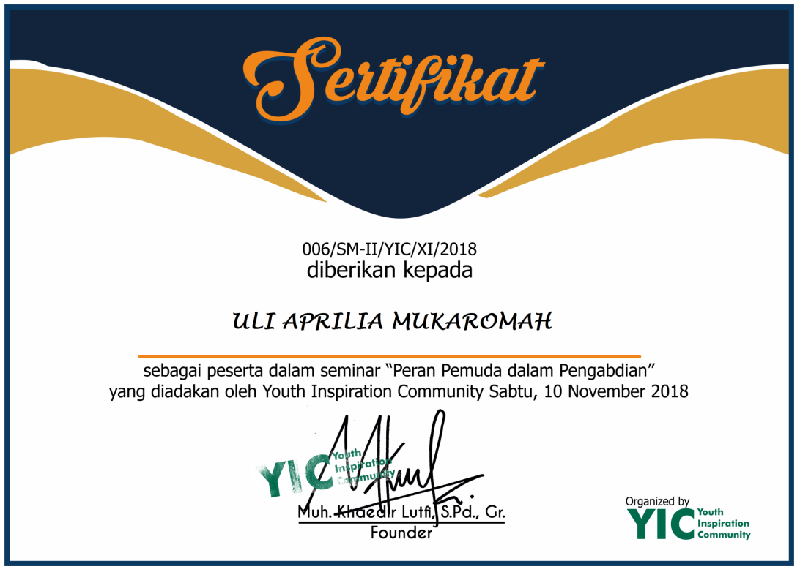 Sertifikat
006/SM-II/YIC/XI/2018
diberikan kepada
ULI APRILIA MUKAROMAH
sebagai peserta dalam seminar “Peran Pemuda dalam Pengabdian”
yang diadakan oleh Youth Inspiration Community Sabtu, 10 November 2018
YIC Youth
Inspiration
Community
Muh. Khaedir Lutfi, S.Pd., Gr.
Founder
Organized by
YIC Youth
Inspiration
Community